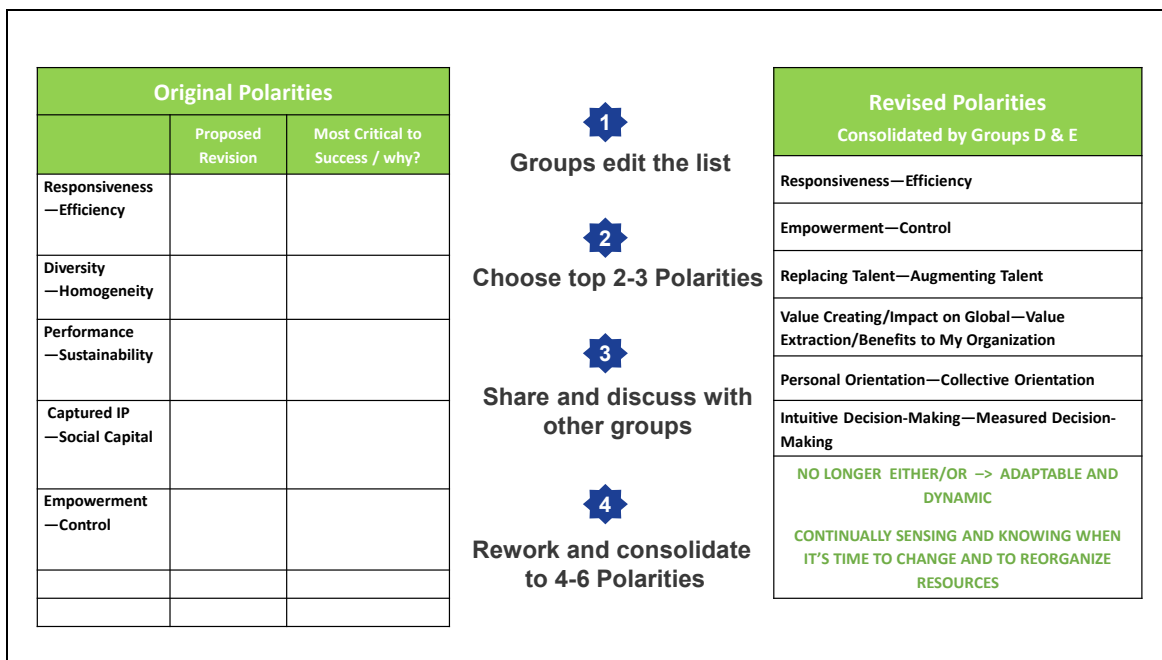 Original Polarities
Proposed
Revision
Most Critical to
Success / why?
Responsiveness
—Efficiency
Diversity
—Homogeneity
Performance
—Sustainability
Captured IP
—Social Capital
Empowerment
—Control
1
Groups edit the list
2
Choose top 2-3 Polarities
3
Share and discuss with
other groups
4
Rework and consolidate
to 4-6 Polarities
Revised Polarities
Consolidated by Groups D & E
Responsiveness—Efficiency
Empowerment—Control
Replacing Talent—Augmenting Talent
Value Creating/Impact on Global—Value
Extraction/Benefits to My Organization
Personal Orientation—Collective Orientation
Intuitive Decision-Making—Measured Decision-
Making
NO LONGER EITHER/OR –> ADAPTABLE AND
DYNAMIC
CONTINUALLY SENSING AND KNOWING WHEN
IT’S TIME TO CHANGE AND TO REORGANIZE
RESOURCES